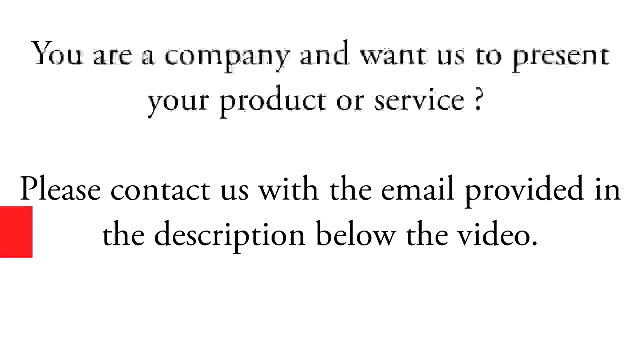 You are a company and want us to present
your product or service ?
Please contact us with the email provided in
the description below the video.